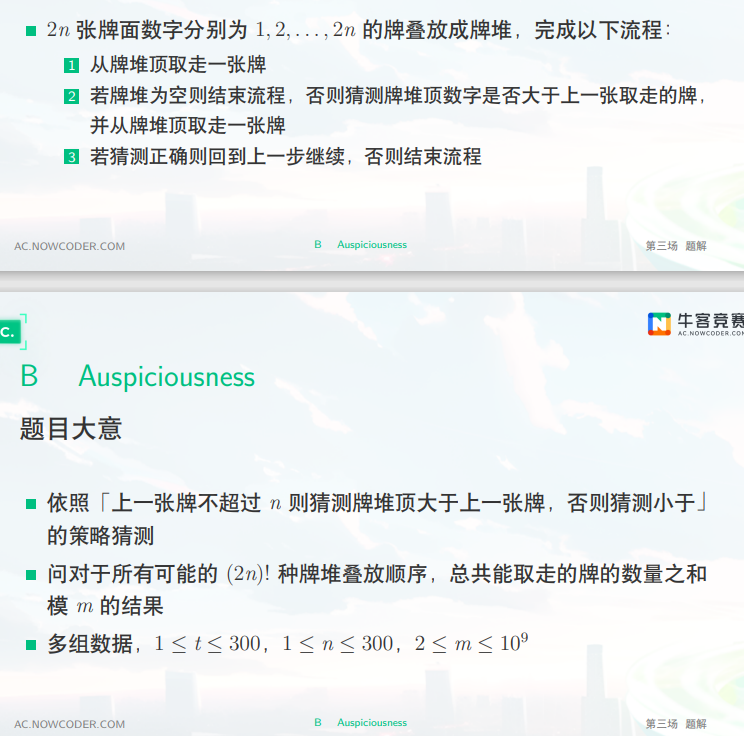 2n 张牌面数字分别为 1, 2, . . . , 2n 的牌叠放成牌堆，完成以下流程：
1 从牌堆顶取走一张牌
2 若牌堆为空则结束流程，否则猜测牌堆顶数字是否大于上一张取走的牌，
并从牌堆顶取走一张牌
3 若猜测正确则回到上一步继续，否则结束流程
AC.NOWCODER.COM B Auspiciousness 第三场 题解
C. 牛客竞赛
AC.NOWCODER.COM
B Auspiciousness
题目大意
依照「上一张牌不超过 n 则猜测牌堆顶大于上一张牌，否则猜测小于」
的策略猜测
问对于所有可能的 (2n)! 种牌堆叠放顺序，总共能取走的牌的数量之和
模 m 的结果
多组数据，1 ≤ t ≤ 300，1 ≤ n ≤ 300，2 ≤ m ≤ 10⁹
AC.NOWCODER.COM B Auspiciousness 第三场 题解